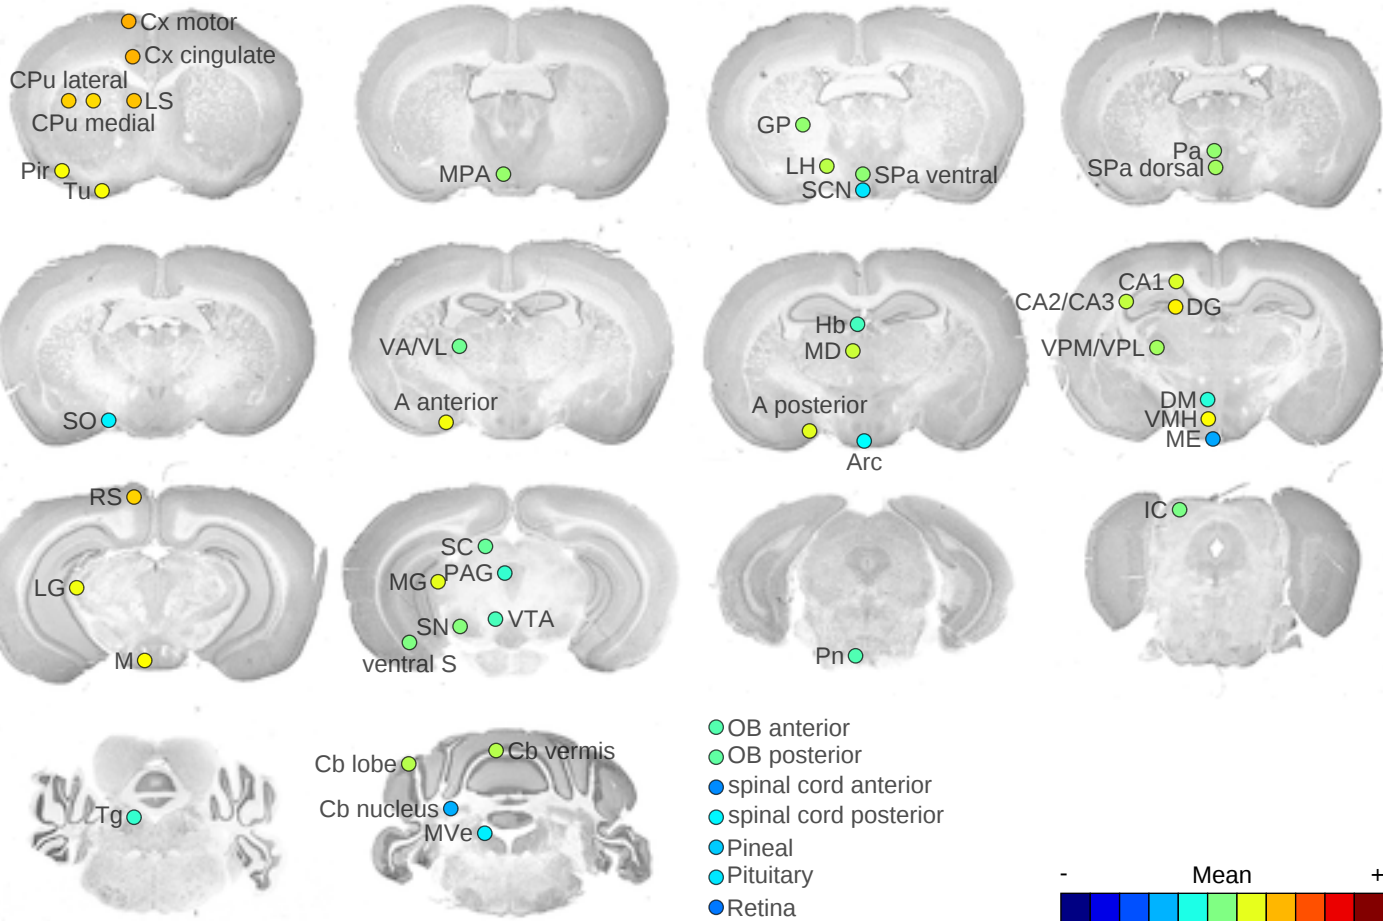 Cx motor
Cx cingulate
CPu lateral
LS
CPu medial
Pir
Tu
MPA
GP
LH
SPa ventral
SCN
Pa
SPa dorsal
SO
VA/VL
A anterior
Hb
MD
A posterior
Arc
CA1
CA2/CA3
DG
VPM/VPL
DM
VMH
ME
RS
LG
M
SC
PAG
MG
VTA
SN
ventral S
Pn
IC
Tg
Cb vermis
Cb lobe
Cb nucleus
MVe
OB anterior
OB posterior
spinal cord anterior
spinal cord posterior
Pineal
Pituitary
Retina
- Mean +